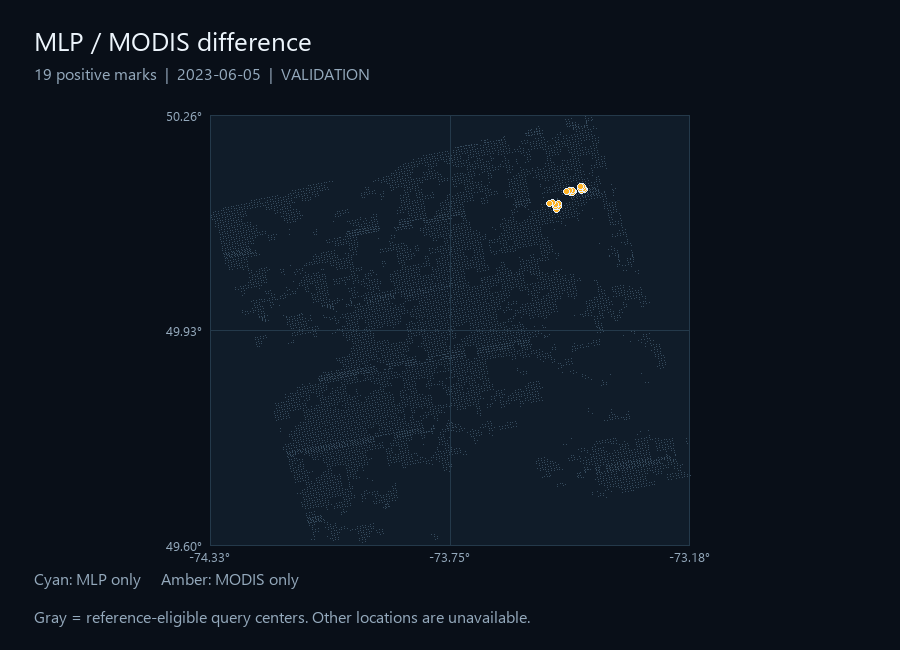 MLP / MODIS difference
19 positive marks | 2023-06-05 | VALIDATION
50.26°
49.93°
49.60°
-74.33° -73.75° -73.18°
Cyan: MLP only Amber: MODIS only
Gray = reference-eligible query centers. Other locations are unavailable.